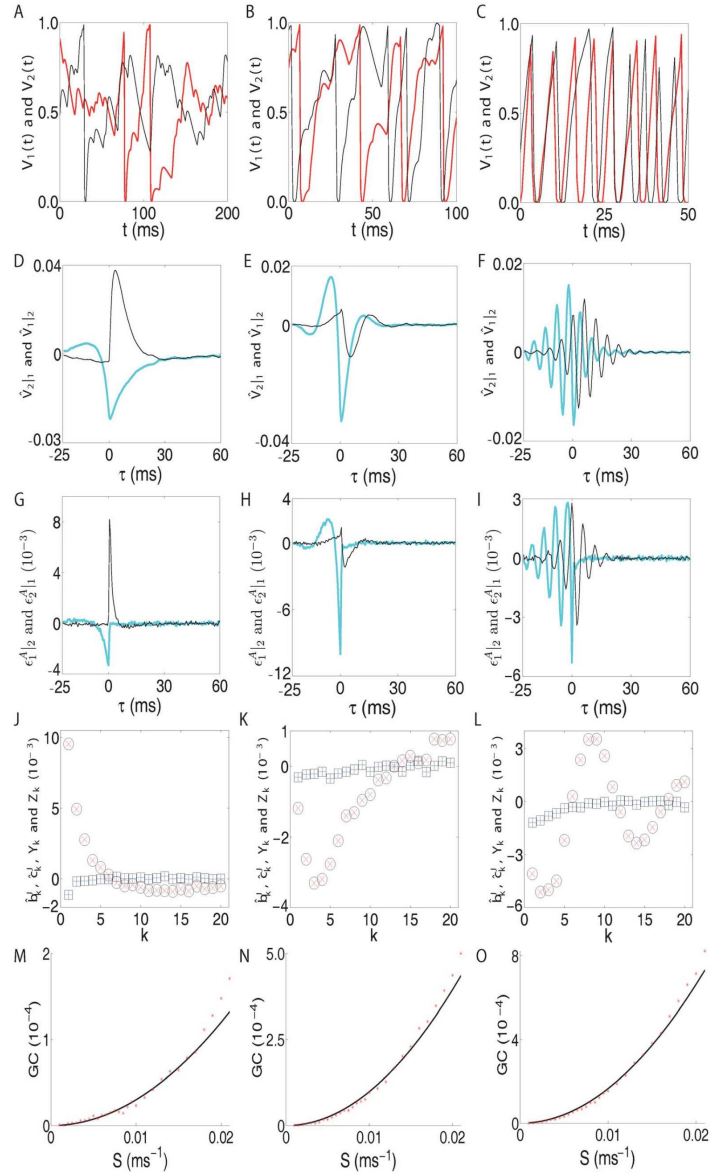 A
1.0
0.5
0.0
0
100
200
V₁(t) and V₂(t)
t (ms)
B
1.0
0.5
0.0
0
50
100
V₁(t) and V₂(t)
t (ms)
C
1.0
0.5
0.0
0
25
50
V₁(t) and V₂(t)
t (ms)
D
0.04
0
-0.03
-25
0
30
60
V̂₂|₁ and V̂₁|₂
τ (ms)
E
0.02
0
-0.04
-25
0
30
60
V̂₂|₁ and V̂₁|₂
τ (ms)
F
0.02
0
-0.02
-25
0
30
60
V̂₂|₁ and V̂₁|₂
τ (ms)
G
8
4
0
-4
-25
0
30
60
ϵ₁ᴬ|₂ and ϵ₂ᴬ|₁ (10⁻³)
τ (ms)
H
4
0
-6
-12
-25
0
30
60
ϵ₁ᴬ|₂ and ϵ₂ᴬ|₁ (10⁻³)
τ (ms)
I
3
0
-3
-6
-25
0
30
60
ϵ₁ᴬ|₂ and ϵ₂ᴬ|₁ (10⁻³)
τ (ms)
J
10
5
0
-2
0
5
10
15
20
Yₖ and Zₖ (10⁻³)
k
K
1
0
-2
-4
0
10
20
Yₖ and Zₖ (10⁻³)
k
L
3
0
-3
-6
0
5
10
15
20
Yₖ and Zₖ (10⁻³)
k
M
2
1
0
0
0.01
0.02
GC (10⁻⁴)
S (ms⁻¹)
N
5.0
2.5
0
0
0.01
0.02
GC (10⁻⁴)
S (ms⁻¹)
O
8
4
0
0
0.01
0.02
GC (10⁻⁴)
S (ms⁻¹)